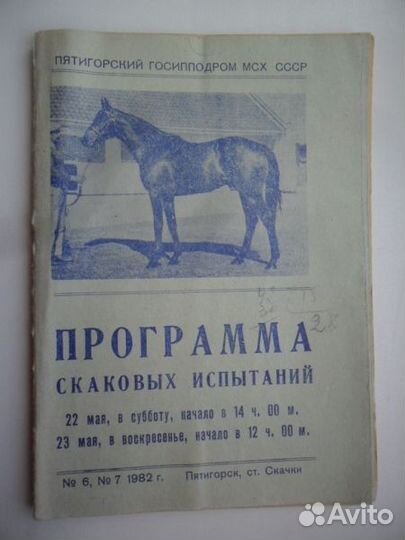 ПЯТИГОРСКИЙ ГОСИППОДРОМ МСХ СССР
ПРОГРАММА
СКАКОВЫХ ИСПЫТАНИЙ
22 мая, в субботу, начало в 14 ч. 00 м.
23 мая, в воскресенье, начало в 12 ч. 00 м.
№ 6, № 7 1982 г. Пятигорск, ст. Скачки
Avito